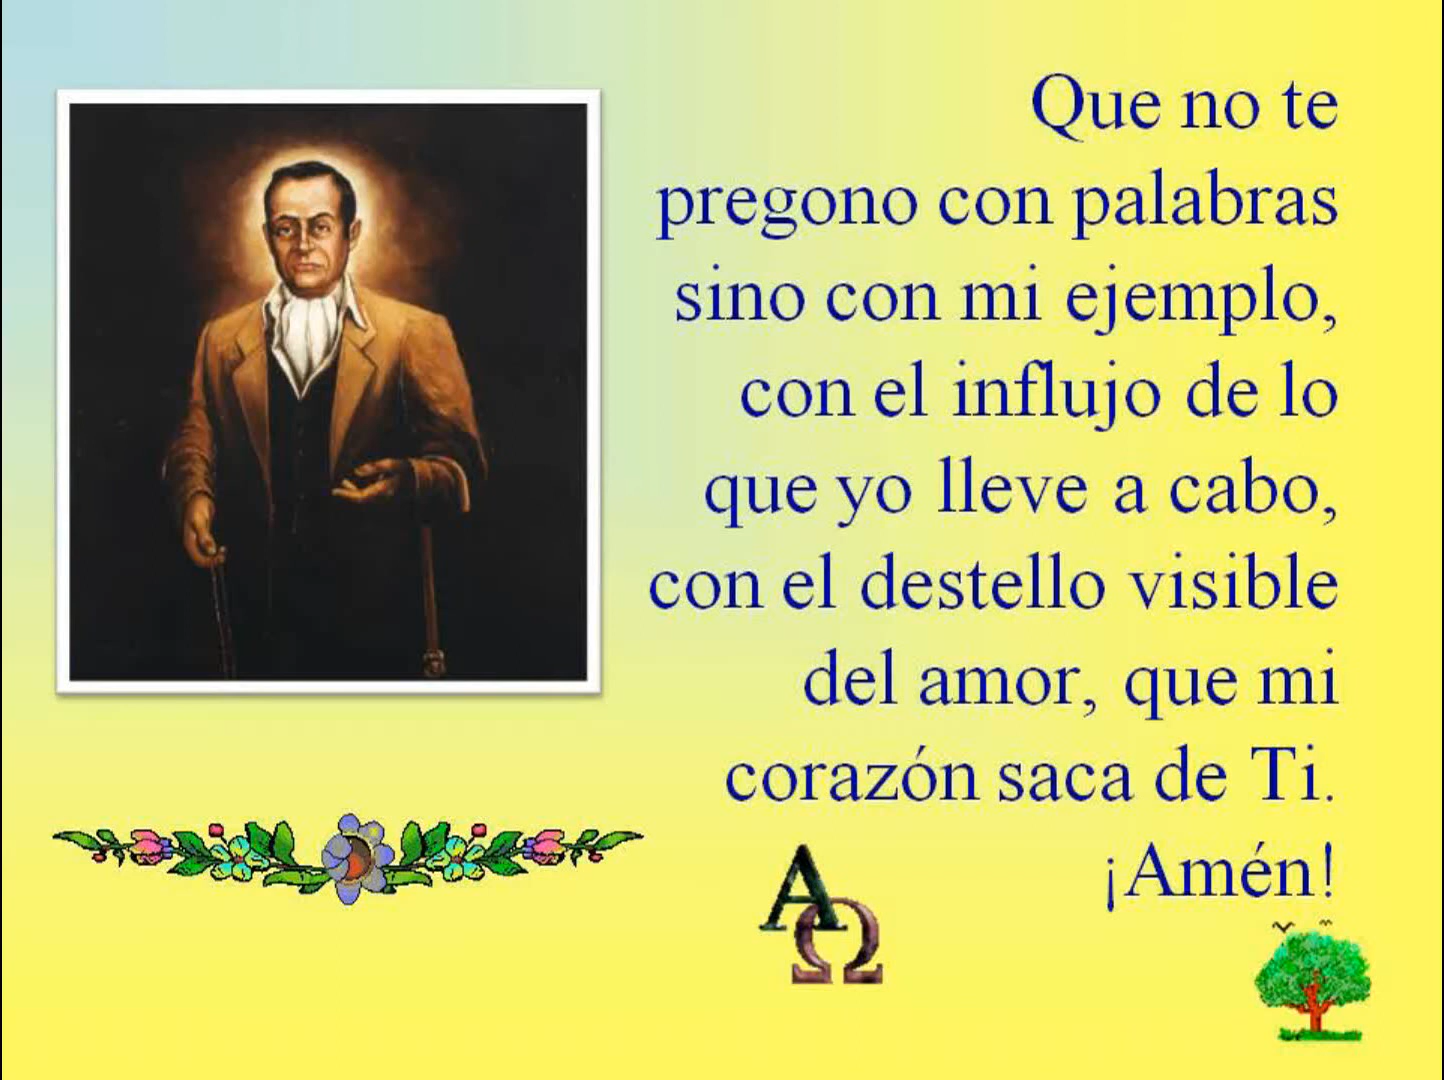 Que no te
pregono con palabras
sino con mi ejemplo,
con el influjo de lo
que yo lleve a cabo,
con el destello visible
del amor, que mi
corazón saca de Ti.
¡Amén!
ΑΩ